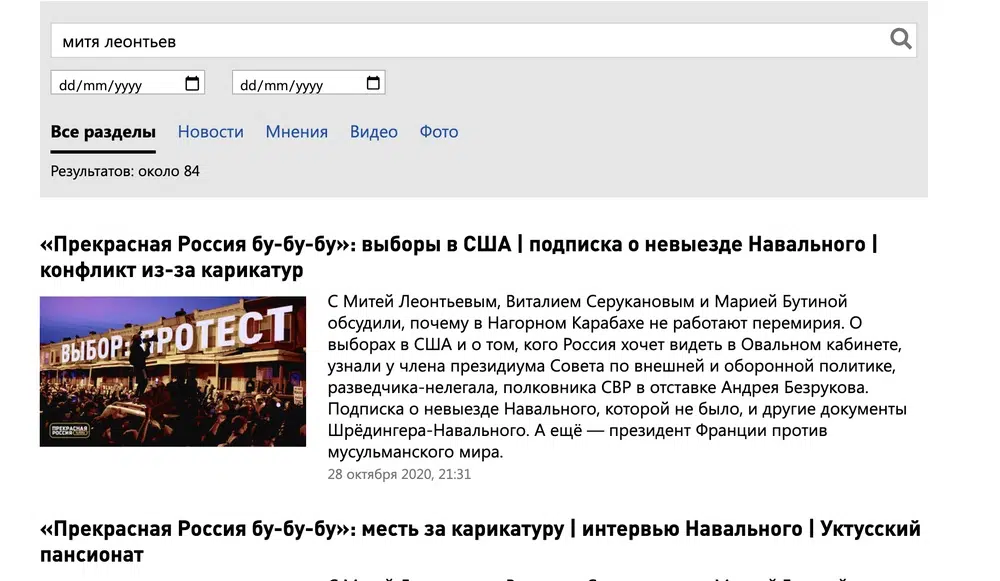 митя леонтьев
dd/mm/yyyy dd/mm/yyyy
Все разделы Новости Мнения Видео Фото
Результатов: около 84
«Прекрасная Россия бу-бу-бу»: выборы в США | подписка о невыезде Навального |
конфликт из-за карикатур
ВЫБОР: ПРОТЕСТ
ПРЕКРАСНАЯ
РОССИЯ
С Митей Леонтьевым, Виталием Серукановым и Марией Бутиной
обсудили, почему в Нагорном Карабахе не работают перемирия. О
выборах в США и о том, кого Россия хочет видеть в Овальном кабинете,
узнали у члена президиума Совета по внешней и оборонной политике,
разведчика-нелегала, полковника СВР в отставке Андрея Безрукова.
Подписка о невыезде Навального, которой не было, и другие документы
Шрёдингера-Навального. А ещё — президент Франции против
мусульманского мира.
28 октября 2020, 21:31
«Прекрасная Россия бу-бу-бу»: месть за карикатуру | интервью Навального | Уктусский
пансионат